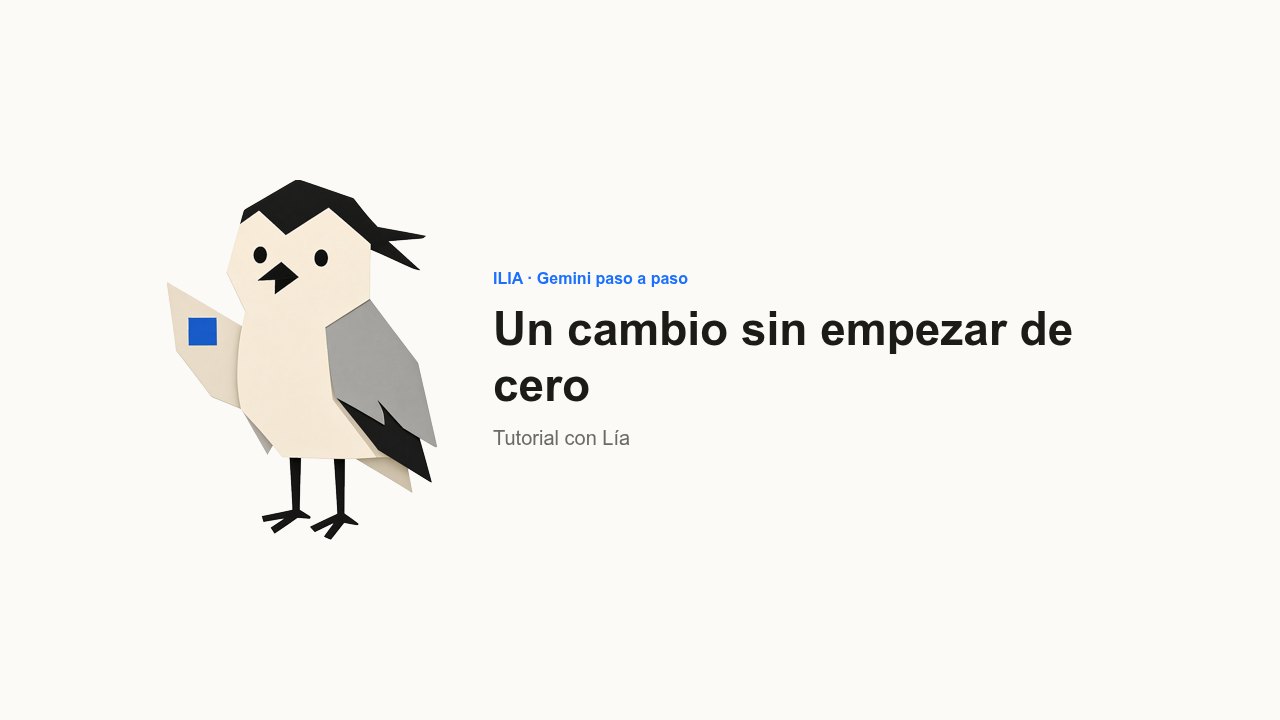 ILIA · Gemini paso a paso
Un cambio sin empezar de
cero
Tutorial con Lía